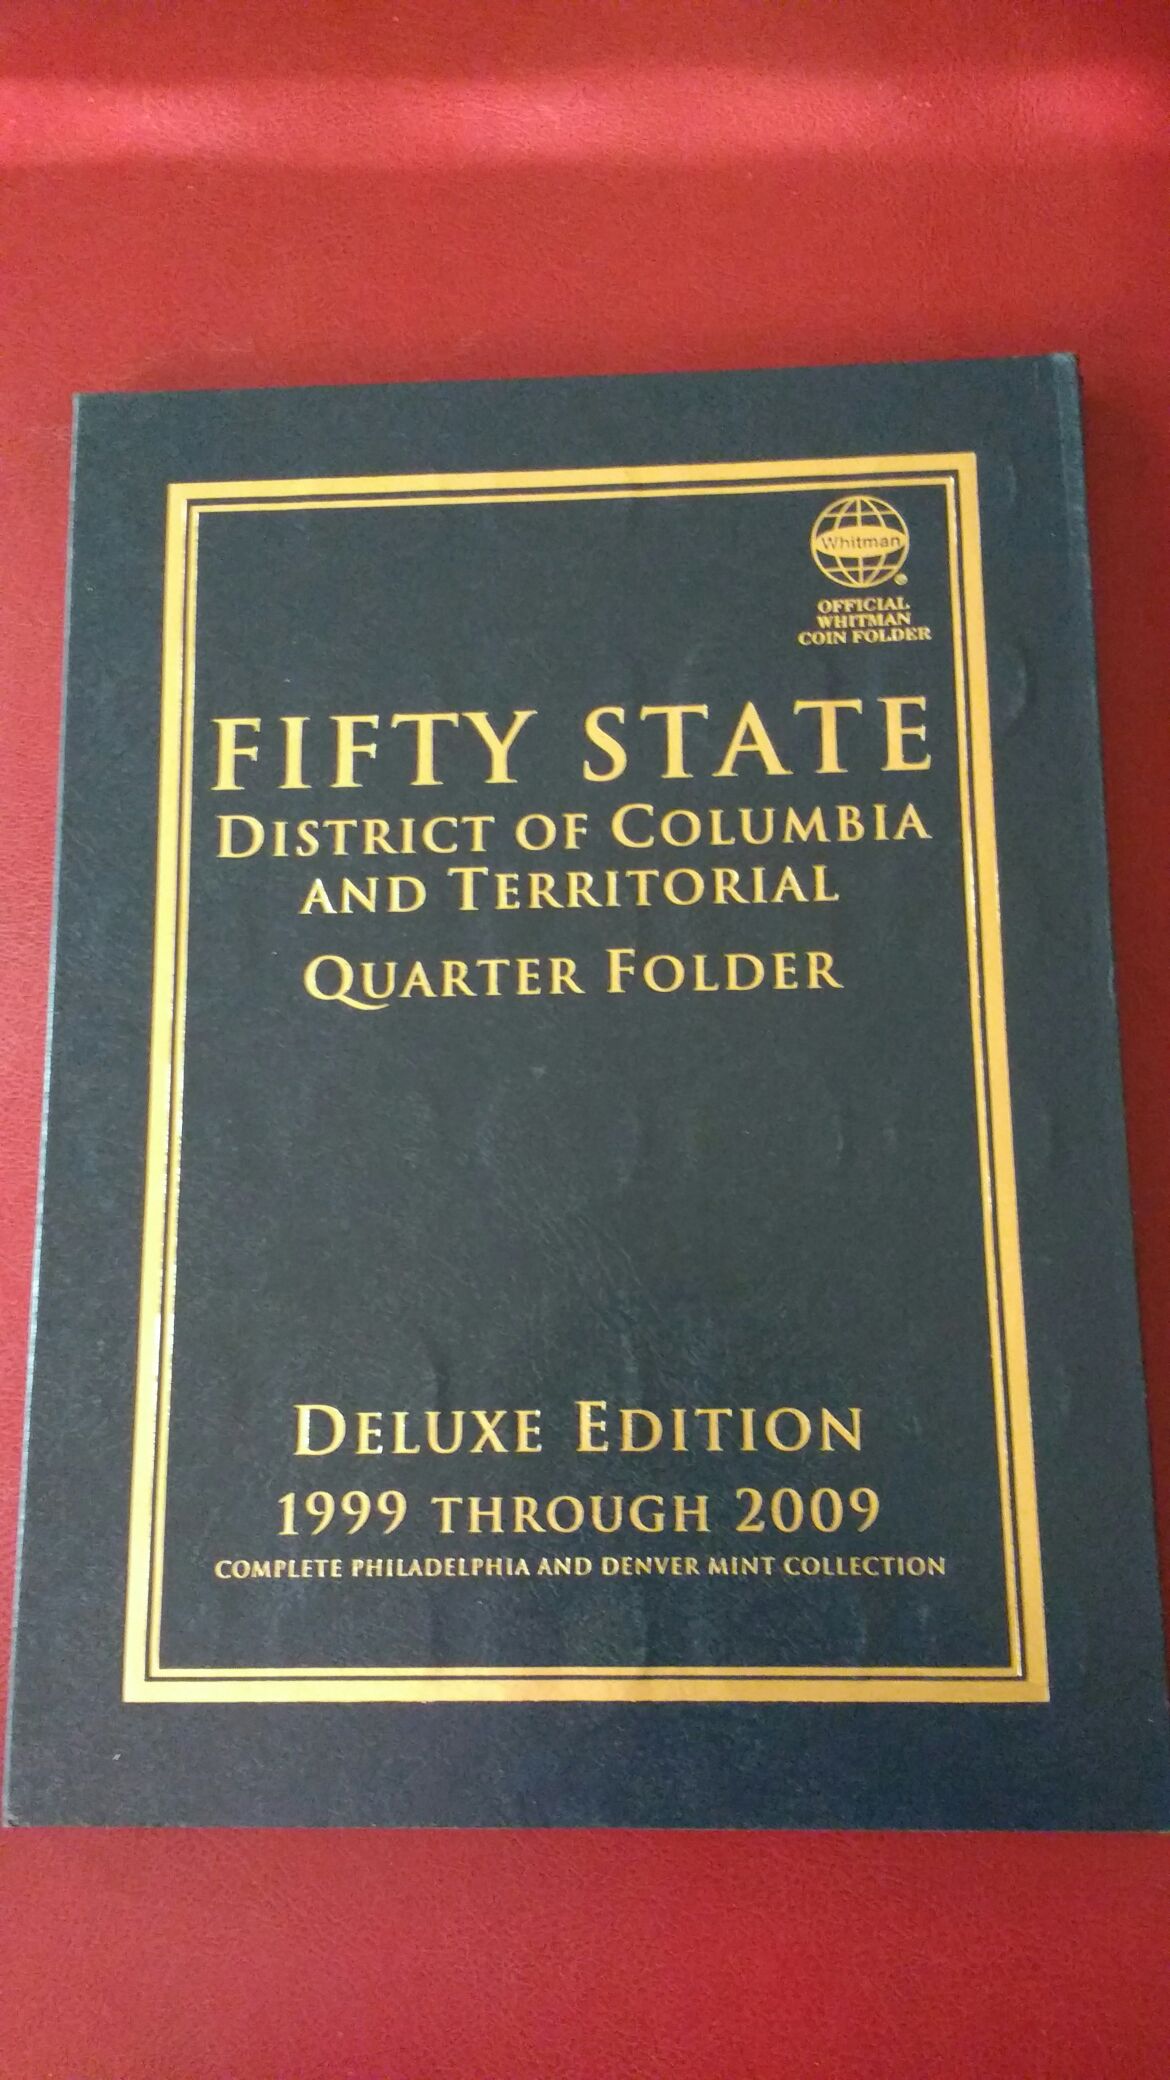 Whitman
OFFICIAL
WHITMAN
COIN FOLDER
FIFTY STATE
DISTRICT OF COLUMBIA
AND TERRITORIAL
QUARTER FOLDER
DELUXE EDITION
1999 THROUGH 2009
COMPLETE PHILADELPHIA AND DENVER MINT COLLECTION